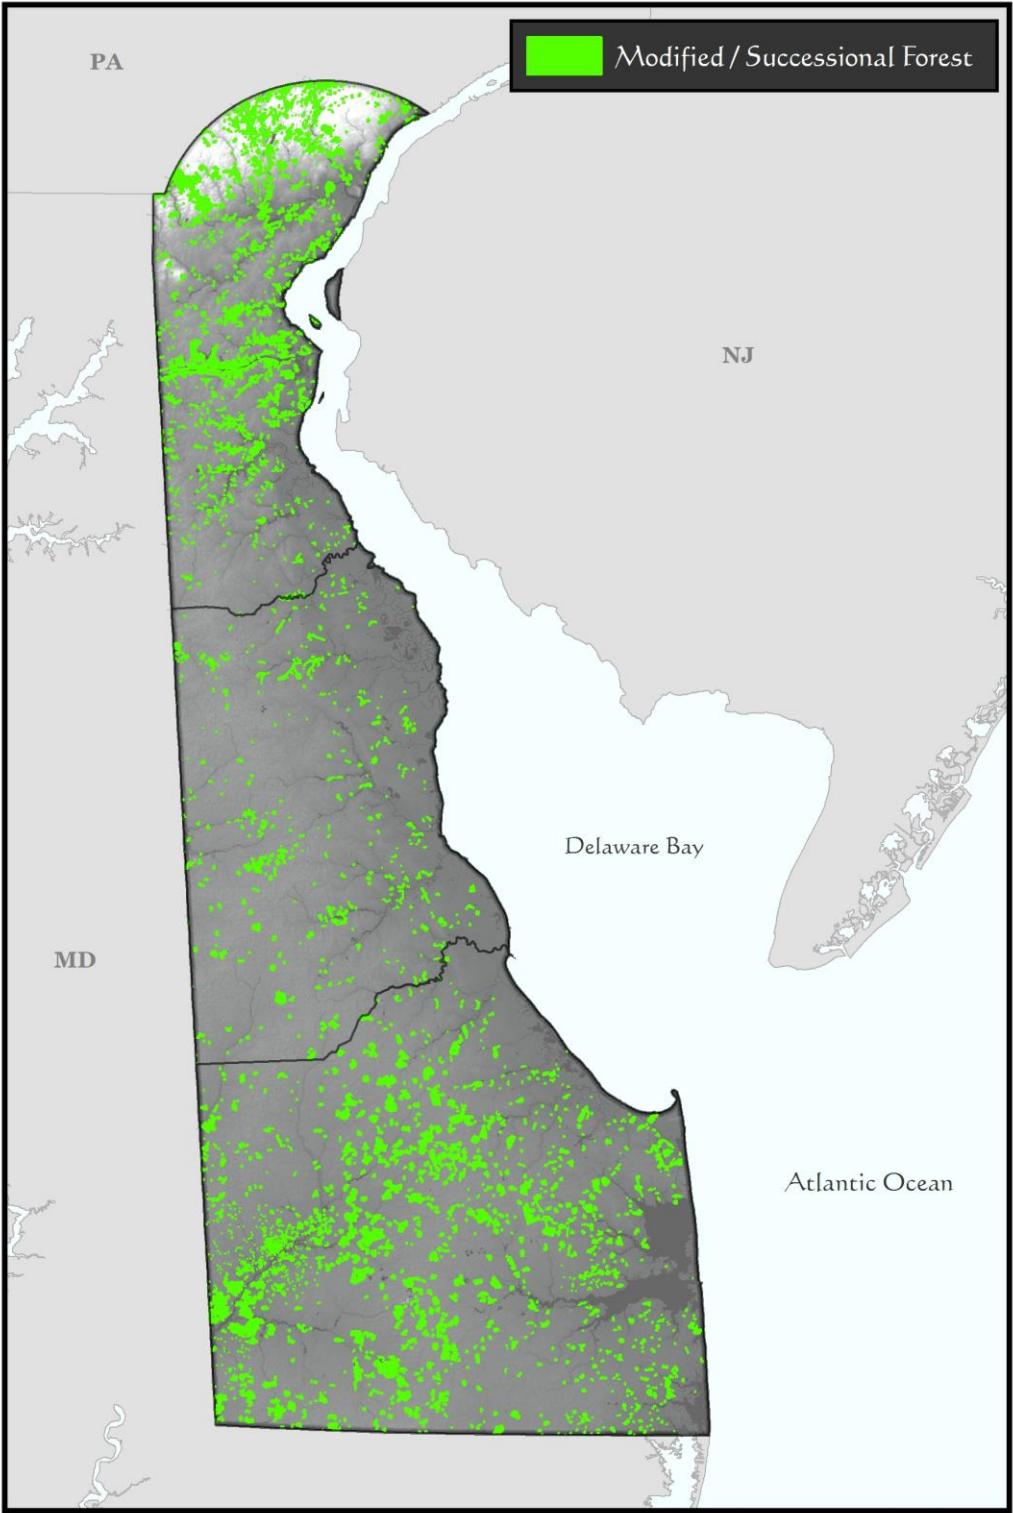 Modified / Successional Forest
PA
NJ
Delaware Bay
MD
Atlantic Ocean